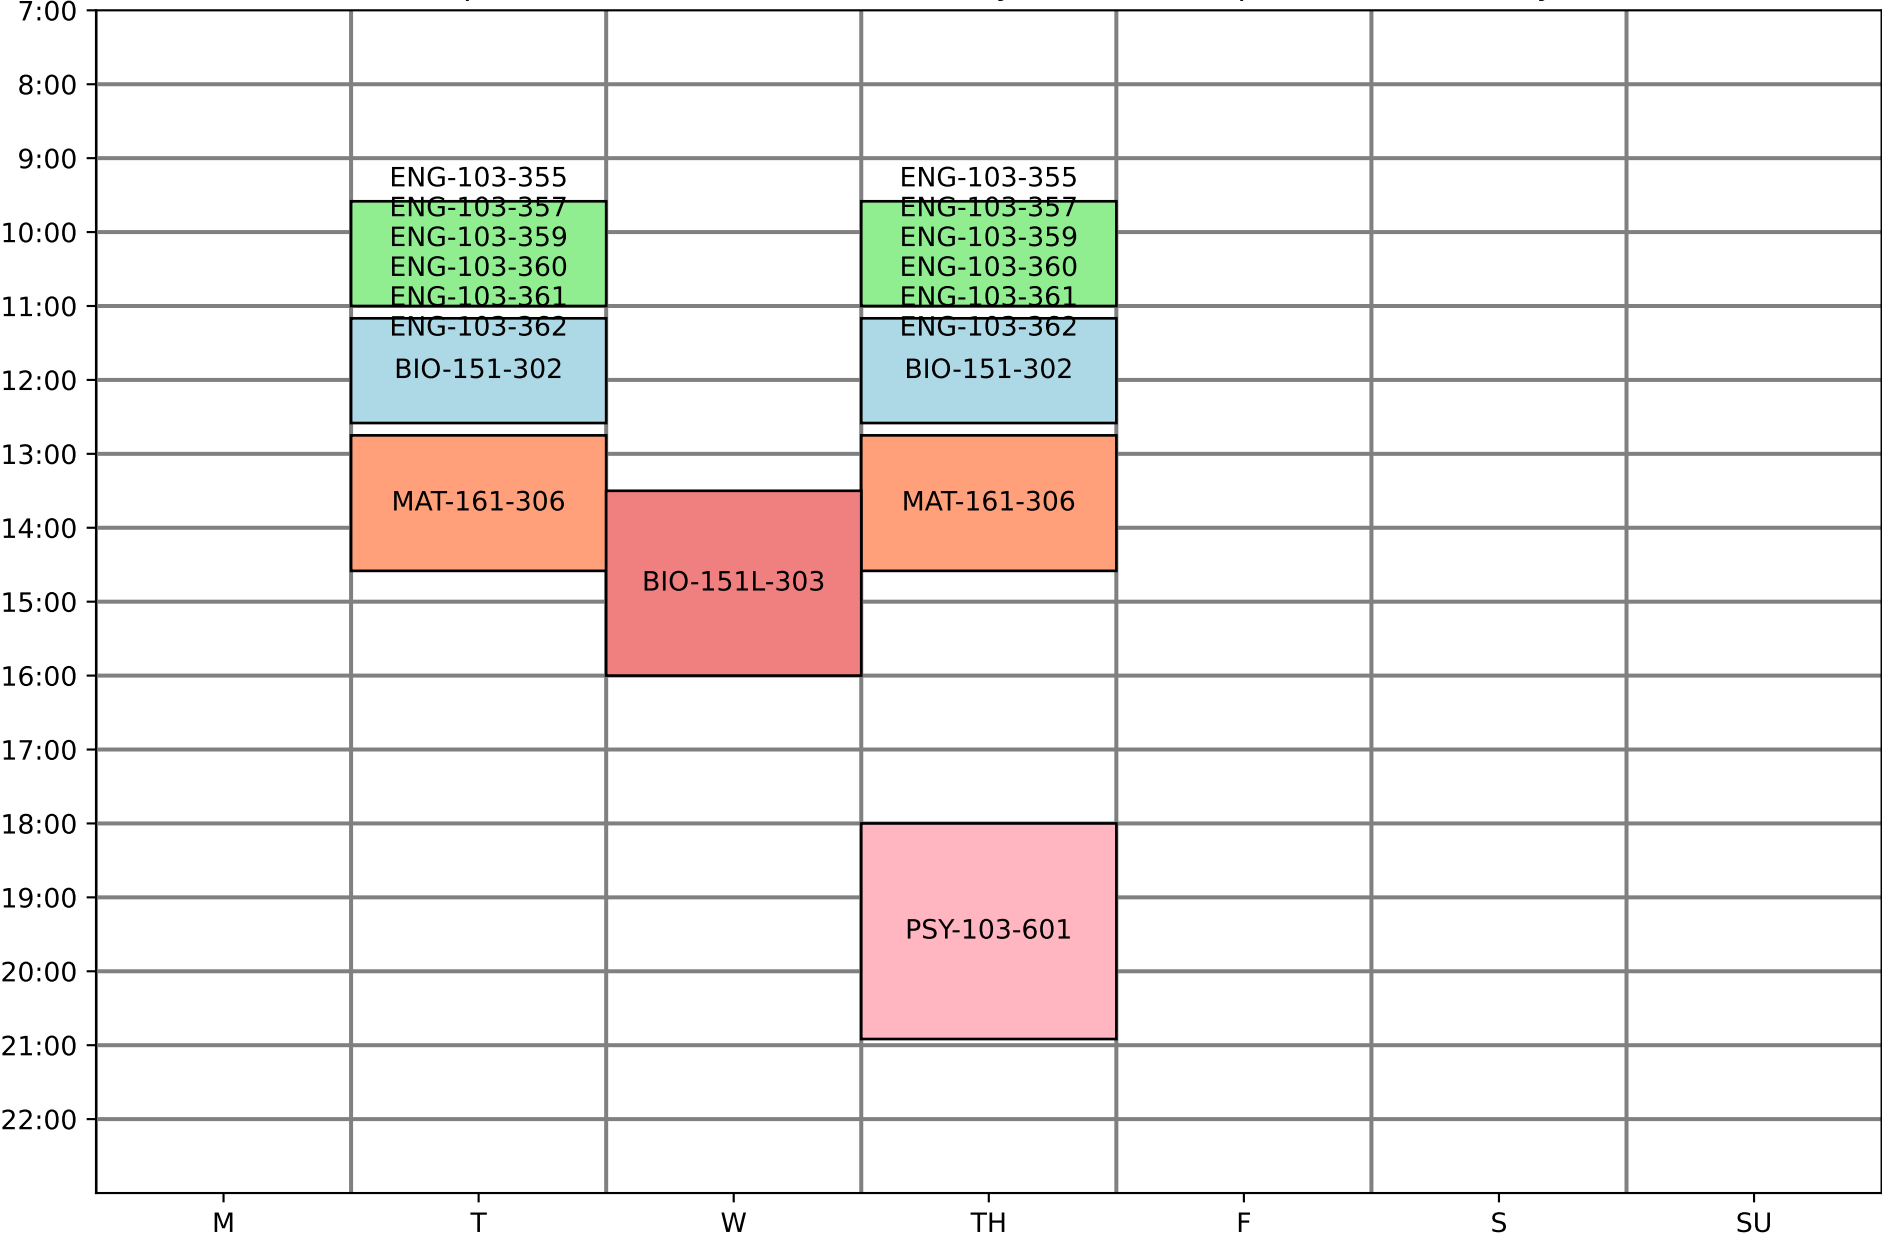 7:00
8:00
9:00
10:00
11:00
12:00
13:00
14:00
15:00
16:00
17:00
18:00
19:00
20:00
21:00
22:00
ENG-103-355
ENG-103-357
ENG-103-359
ENG-103-360
ENG-103-361
ENG-103-362
BIO-151-302
MAT-161-306
BIO-151L-303
ENG-103-355
ENG-103-357
ENG-103-359
ENG-103-360
ENG-103-361
ENG-103-362
BIO-151-302
MAT-161-306
PSY-103-601
M
T
W
TH
F
S
SU